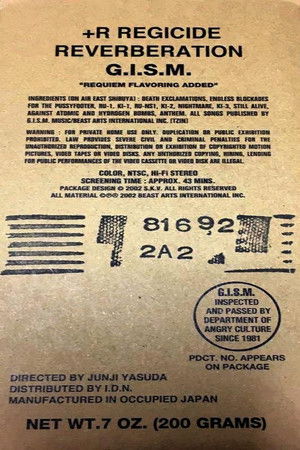 +R REGICIDE
REVERBERATION
G.I.S.M.
"REQUIEM FLAVORING ADDED"
INGREDIENTS (ON AIR EAST SHIBUYA) : DEATH EXCLAMATIONS, ENDLESS BLOCKADES
FOR THE PUSSYFOOTER, RU-1, KI-1, RU-NS1, KI-2, NIGHTMARE, KI-3, STILL ALIVE,
AGAINST ATOMIC AND HYDROGEN BOMBES, ANTHEM. ALL SONGS PUBLISHED BY
G.I.S.M. MUSIC/BEAST ARTS INTERNATIONAL INC. [TZIN]
WARNING : FOR PRIVATE HOME USE ONLY. DUPLICATION OR PUBLIC EXHIBITION
PROHIBITED. LAW PROVIDES SEVERE CIVIL AND CRIMINAL PENALTIES FOR THE
UNAUTHORIZED REPRODUCTION, DISTRIBUTION OR EXHIBITION OF COPYRIGHTED MOTION
PICTURES, VIDEO TAPES OR VIDEO DISKS. ANY UNTHORIZED COPYING, HIRING, LENDING
FOR PUBLIC PERFORMANCES OF THE VIDEO CASSETTE OR VIDEO DISK ARE ILLEGAL.
COLOR, NTSC, Hi-Fi STEREO
SCREENING TIME : APPROX. 43 MINS.
PACKAGE DESIGN © 2002 S.K.V. ALL RIGHTS RESERVED
ALL MATERIAL ©℗® 2002 BEAST ARTS INTERNATIONAL INC.
81692
2A2
G.I.S.M.
INSPECTED
AND PASSED BY
DEPARTMENT OF
ANGRY CULTURE
SINCE 1981
PDCT. NO. APPEARS
ON PACKAGE
DIRECTED BY JUNJI YASUDA
DISTRIBUTED BY I.D.N.
MANUFACTURED IN OCCUPIED JAPAN
NET WT.7 OZ. (200 GRAMS)